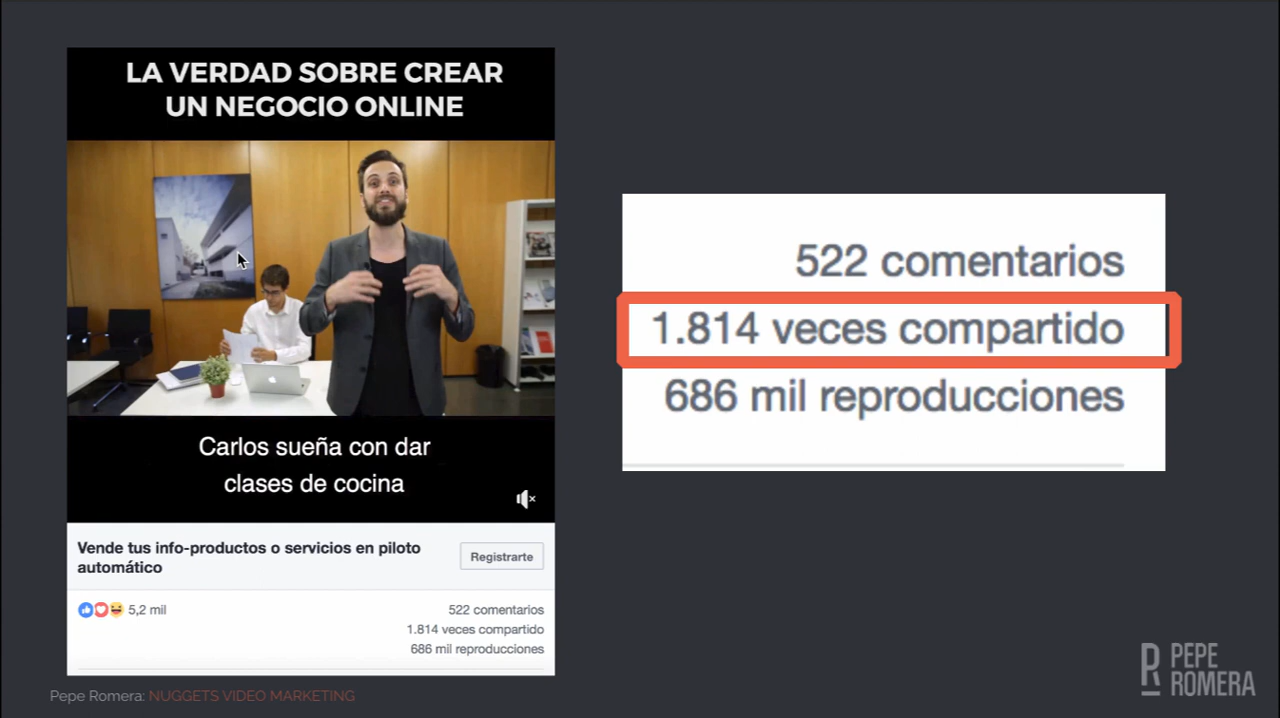 LA VERDAD SOBRE CREAR
UN NEGOCIO ONLINE
Carlos sueña con dar
clases de cocina
Vende tus info-productos o servicios en piloto
automático
Registrarte
5,2 mil
522 comentarios
1.814 veces compartido
686 mil reproducciones
522 comentarios
1.814 veces compartido
686 mil reproducciones
Pepe Romera: NUGGETS VIDEO MARKETING
PEPE
ROMERA